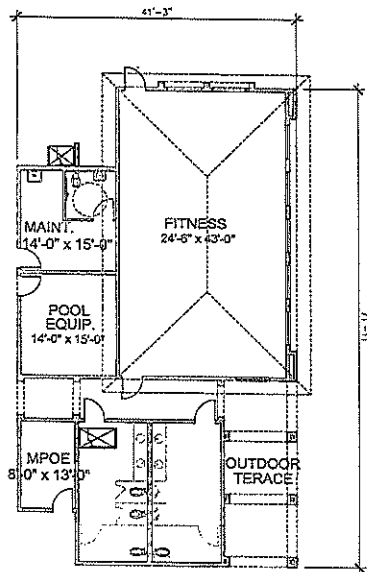 41'-3"
FITNESS
24'-6" x 43'-0"
MAINT.
14'-0" x 15'-0"
POOL
EQUIP.
14'-0" x 15'-0"
MPOE
8'-0" x 13'-0"
OUTDOOR
TERACE